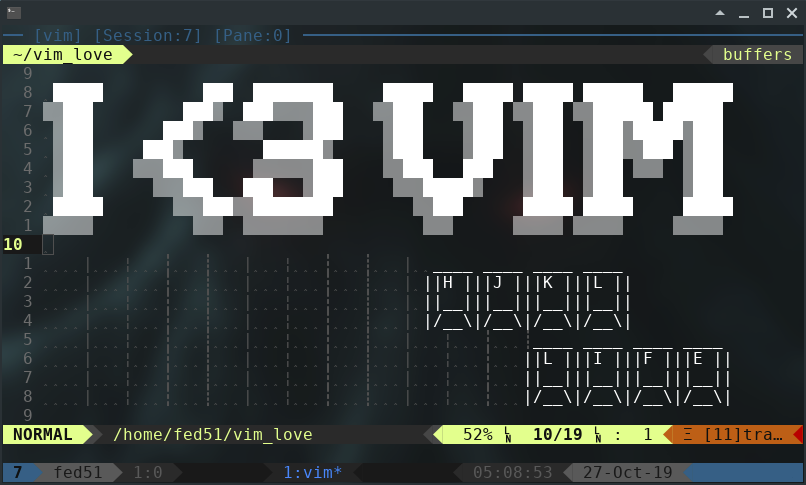 [vim] [Session:7] [Pane:0]
~/vim_love buffers
9
8
7
6
5
4
3
2
1
I<3 VIM
10
1
2 ||H |||J |||K |||L ||
3 ||__|||__|||__|||__||
4 |/__\|/__\|/__\|/__\|
5
6 ||L |||I |||F |||E ||
7 ||__|||__|||__|||__||
8 |/__\|/__\|/__\|/__\|
9
NORMAL /home/fed51/vim_love 52% ␤ 10/19 ␤ : 1 Ξ [11]tra…
7 fed51 1:0 1:vim* 05:08:53 27-Oct-19